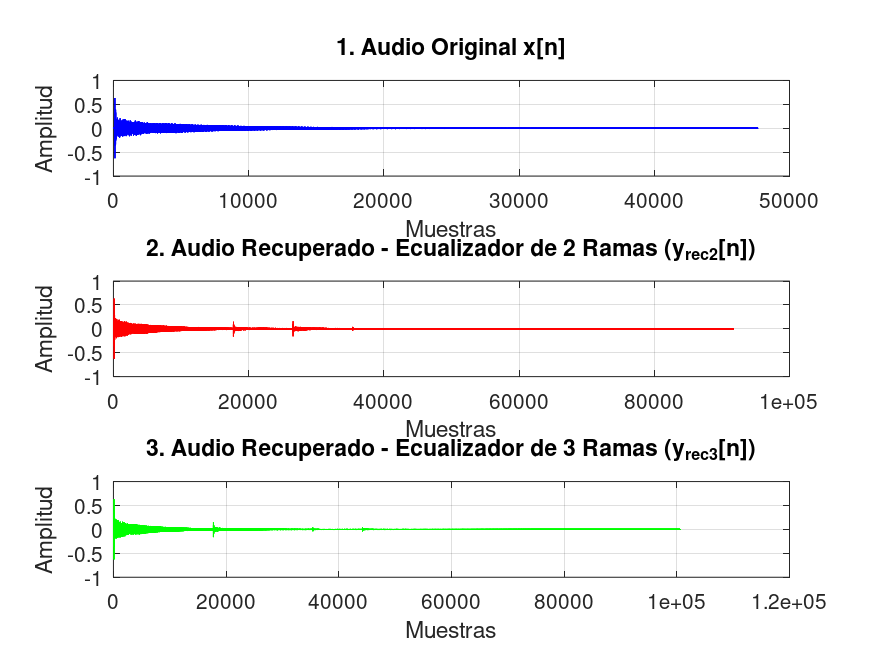 1. Audio Original x[n]
Amplitud
1
0.5
0
-0.5
-1
0 10000 20000 30000 40000 50000
Muestras
2. Audio Recuperado - Ecualizador de 2 Ramas (y_rec2[n])
Amplitud
1
0.5
0
-0.5
-1
0 20000 40000 60000 80000 1e+05
Muestras
3. Audio Recuperado - Ecualizador de 3 Ramas (y_rec3[n])
Amplitud
1
0.5
0
-0.5
-1
0 20000 40000 60000 80000 1e+05 1.2e+05
Muestras